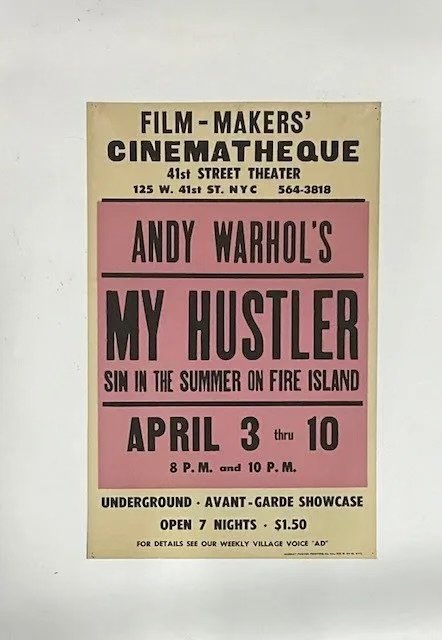 FILM-MAKERS'
CINEMATHEQUE
41st STREET THEATER
125 W. 41st ST. NYC 564-3818
ANDY WARHOL'S
MY HUSTLER
SIN IN THE SUMMER ON FIRE ISLAND
APRIL 3 thru 10
8 P.M. and 10 P.M.
UNDERGROUND · AVANT-GARDE SHOWCASE
OPEN 7 NIGHTS · $1.50
FOR DETAILS SEE OUR WEEKLY VILLAGE VOICE "AD"